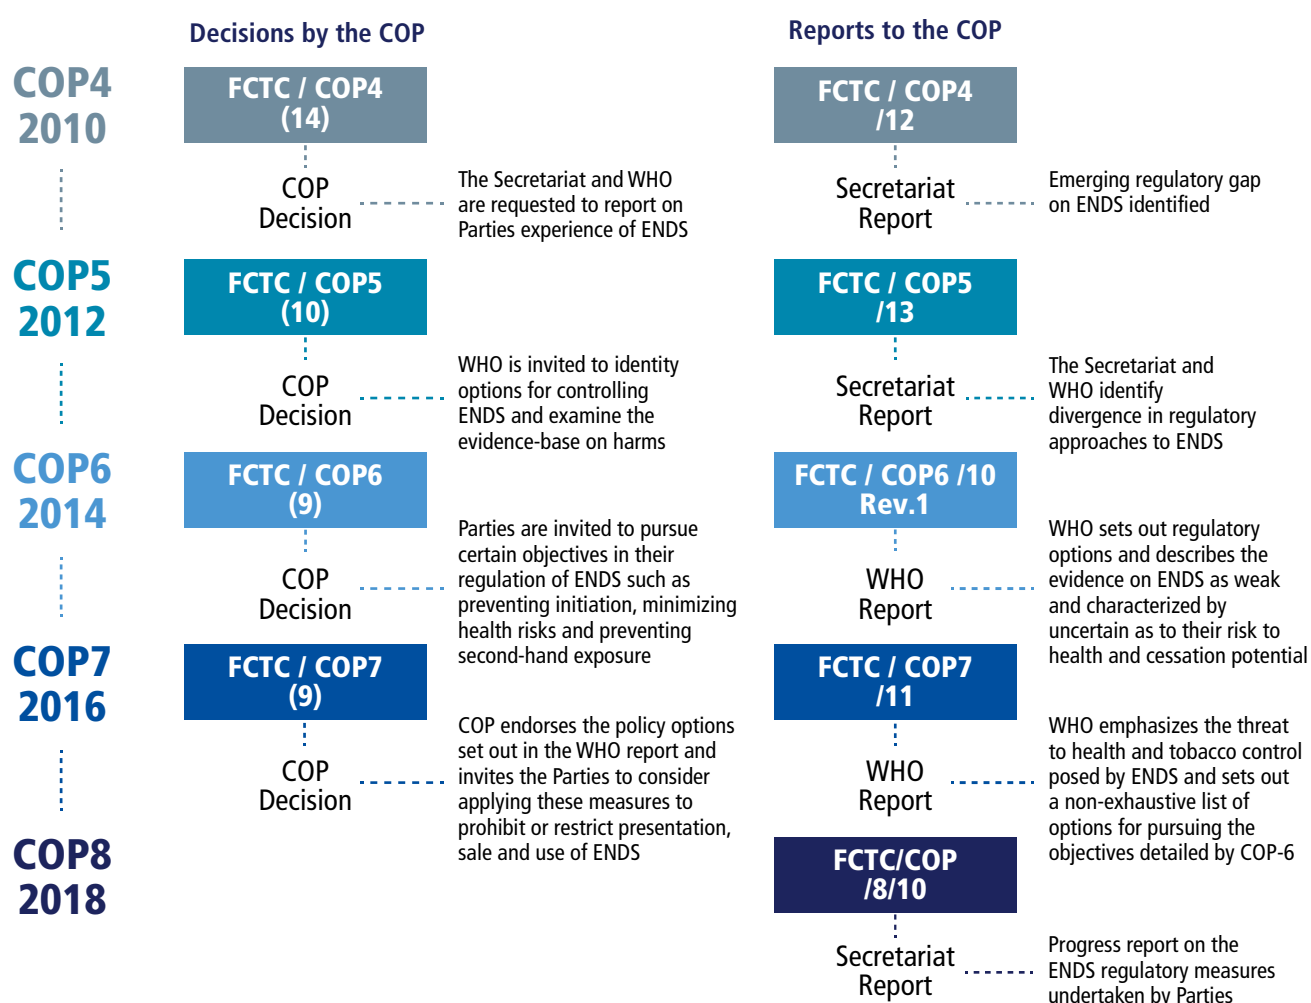 Decisions by the COP
Reports to the COP
COP4
2010
FCTC / COP4
(14)
COP
Decision
The Secretariat and WHO
are requested to report on
Parties experience of ENDS
FCTC / COP4
/12
Secretariat
Report
Emerging regulatory gap
on ENDS identified
COP5
2012
FCTC / COP5
(10)
COP
Decision
WHO is invited to identity
options for controlling
ENDS and examine the
evidence-base on harms
FCTC / COP5
/13
Secretariat
Report
The Secretariat and
WHO identify
divergence in regulatory
approaches to ENDS
COP6
2014
FCTC / COP6
(9)
COP
Decision
Parties are invited to pursue
certain objectives in their
regulation of ENDS such as
preventing initiation, minimizing
health risks and preventing
second-hand exposure
FCTC / COP6 /10
Rev.1
WHO
Report
WHO sets out regulatory
options and describes the
evidence on ENDS as weak
and characterized by
uncertain as to their risk to
health and cessation potential
COP7
2016
FCTC / COP7
(9)
COP
Decision
COP endorses the policy options
set out in the WHO report and
invites the Parties to consider
applying these measures to
prohibit or restrict presentation,
sale and use of ENDS
FCTC / COP7
/11
WHO
Report
WHO emphasizes the threat
to health and tobacco control
posed by ENDS and sets out
a non-exhaustive list of
options for pursuing the
objectives detailed by COP-6
COP8
2018
FCTC/COP
/8/10
Secretariat
Report
Progress report on the
ENDS regulatory measures
undertaken by Parties